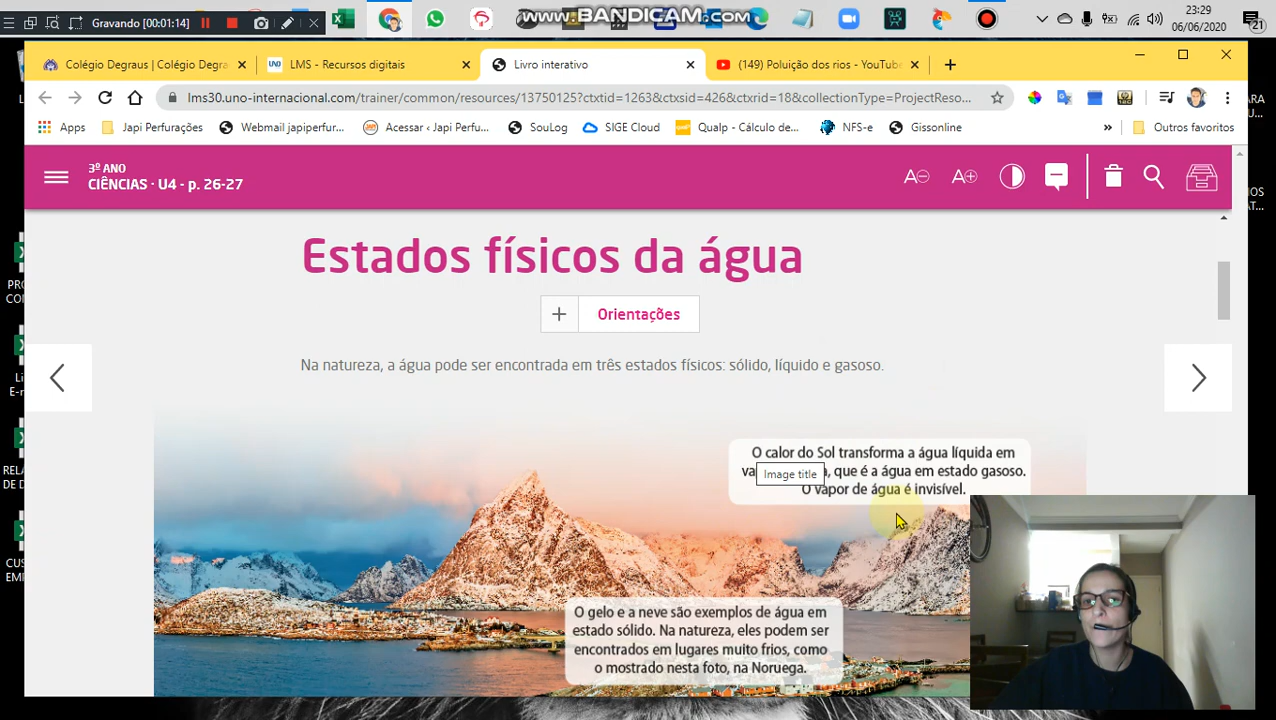 Gravando [00:01:14]
www.BANDICAM.com
23:29
06/06/2020
21
Colégio Degraus | Colégio Degra
LMS - Recursos digitais
Livro interativo
(149) Poluição dos rios - YouTube
lms30.uno-internacional.com/trainer/common/resources/13750125?ctxtid=1263&ctxsid=426&ctxrid=18&collectionType=ProjectReso...
Apps
Japi Perfurações
Webmail japiperfur...
Acessar ‹ Japi Perfu...
SouLog
SIGE Cloud
Qualp - Cálculo de...
NFS-e
Gissonline
»
Outros favoritos
3º ANO
CIÊNCIAS · U4 - p. 26-27
A−
A+
Estados físicos da água
+ Orientações
Na natureza, a água pode ser encontrada em três estados físicos: sólido, líquido e gasoso.
O calor do Sol transforma a água líquida em
que é a água em estado gasoso.
Image title
O vapor de água é invisível.
O gelo e a neve são exemplos de água em
estado sólido. Na natureza, eles podem ser
encontrados em lugares muito frios, como
o mostrado nesta foto, na Noruega.